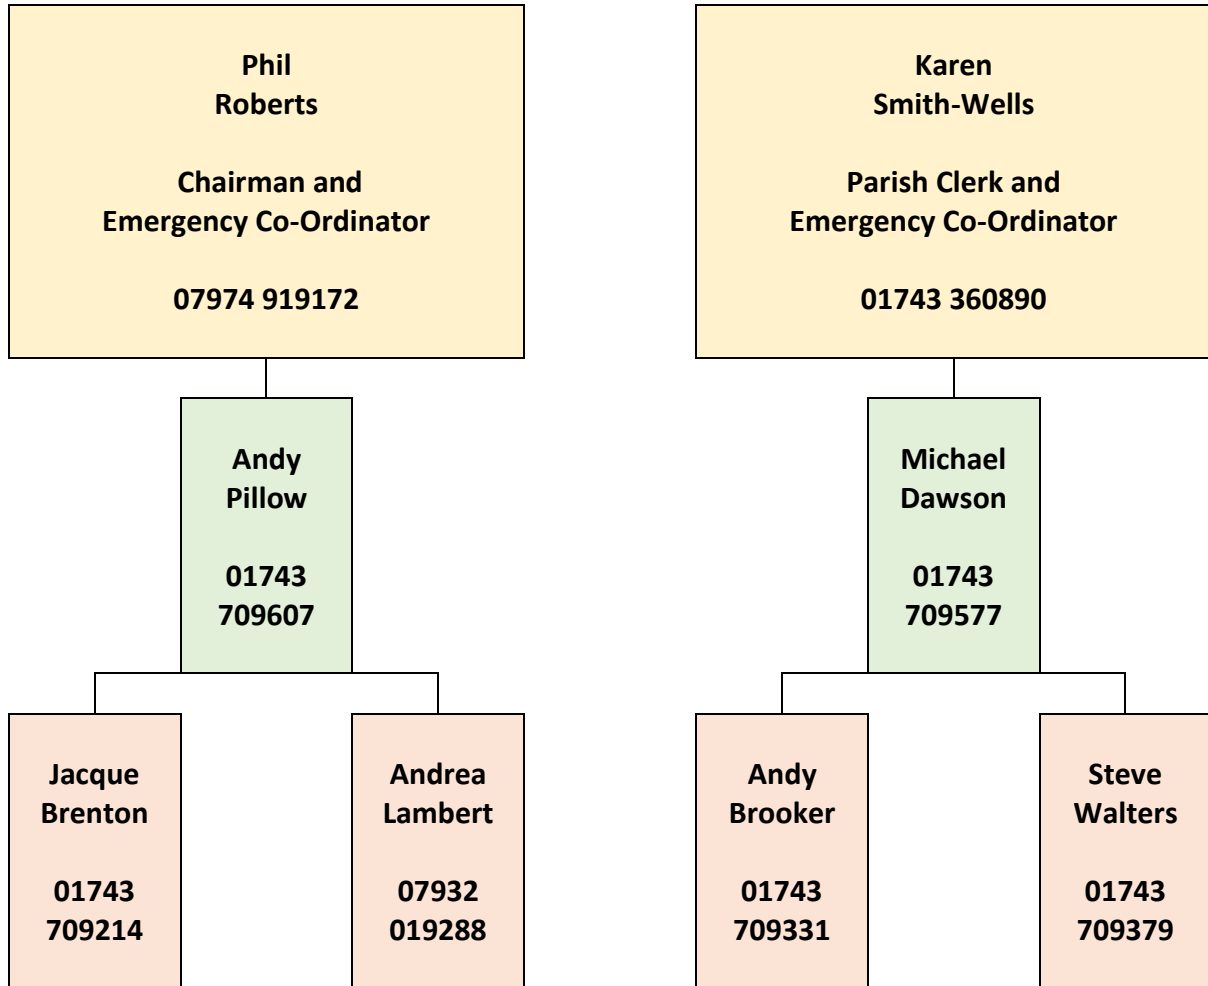 Phil
Roberts
Chairman and
Emergency Co-Ordinator
07974 919172
Karen
Smith-Wells
Parish Clerk and
Emergency Co-Ordinator
01743 360890
Andy
Pillow
01743
709607
Michael
Dawson
01743
709577
Jacque
Brenton
01743
709214
Andrea
Lambert
07932
019288
Andy
Brooker
01743
709331
Steve
Walters
01743
709379